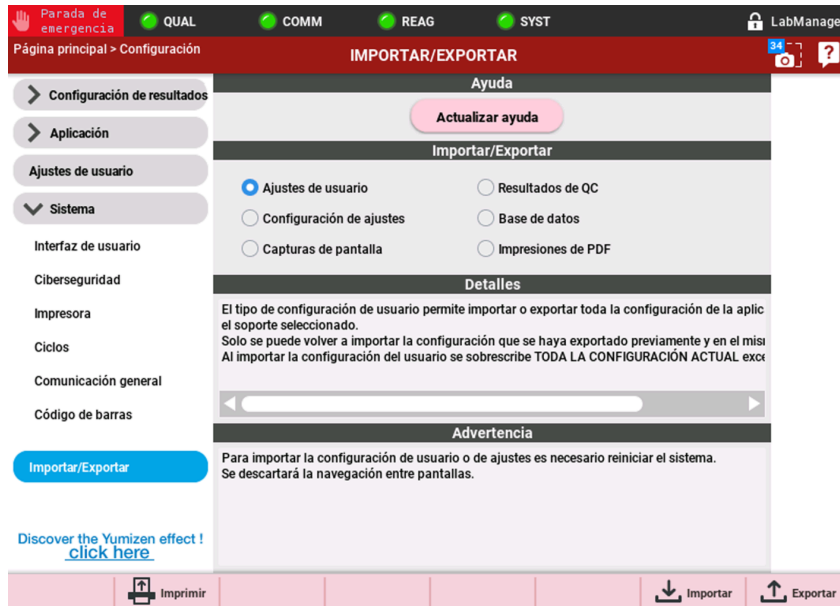 Parada de
emergencia
QUAL
COMM
REAG
SYST
LabManage
Página principal > Configuración
IMPORTAR/EXPORTAR
34
?
Configuración de resultados
Aplicación
Ajustes de usuario
Sistema
Interfaz de usuario
Ciberseguridad
Impresora
Ciclos
Comunicación general
Código de barras
Importar/Exportar
Discover the Yumizen effect !
click here
Ayuda
Actualizar ayuda
Importar/Exportar
Ajustes de usuario
Resultados de QC
Configuración de ajustes
Base de datos
Capturas de pantalla
Impresiones de PDF
Detalles
El tipo de configuración de usuario permite importar o exportar toda la configuración de la aplic
el soporte seleccionado.
Solo se puede volver a importar la configuración que se haya exportado previamente y en el misr
Al importar la configuración del usuario se sobrescribe TODA LA CONFIGURACIÓN ACTUAL exce
Advertencia
Para importar la configuración de usuario o de ajustes es necesario reiniciar el sistema.
Se descartará la navegación entre pantallas.
Imprimir
Importar
Exportar